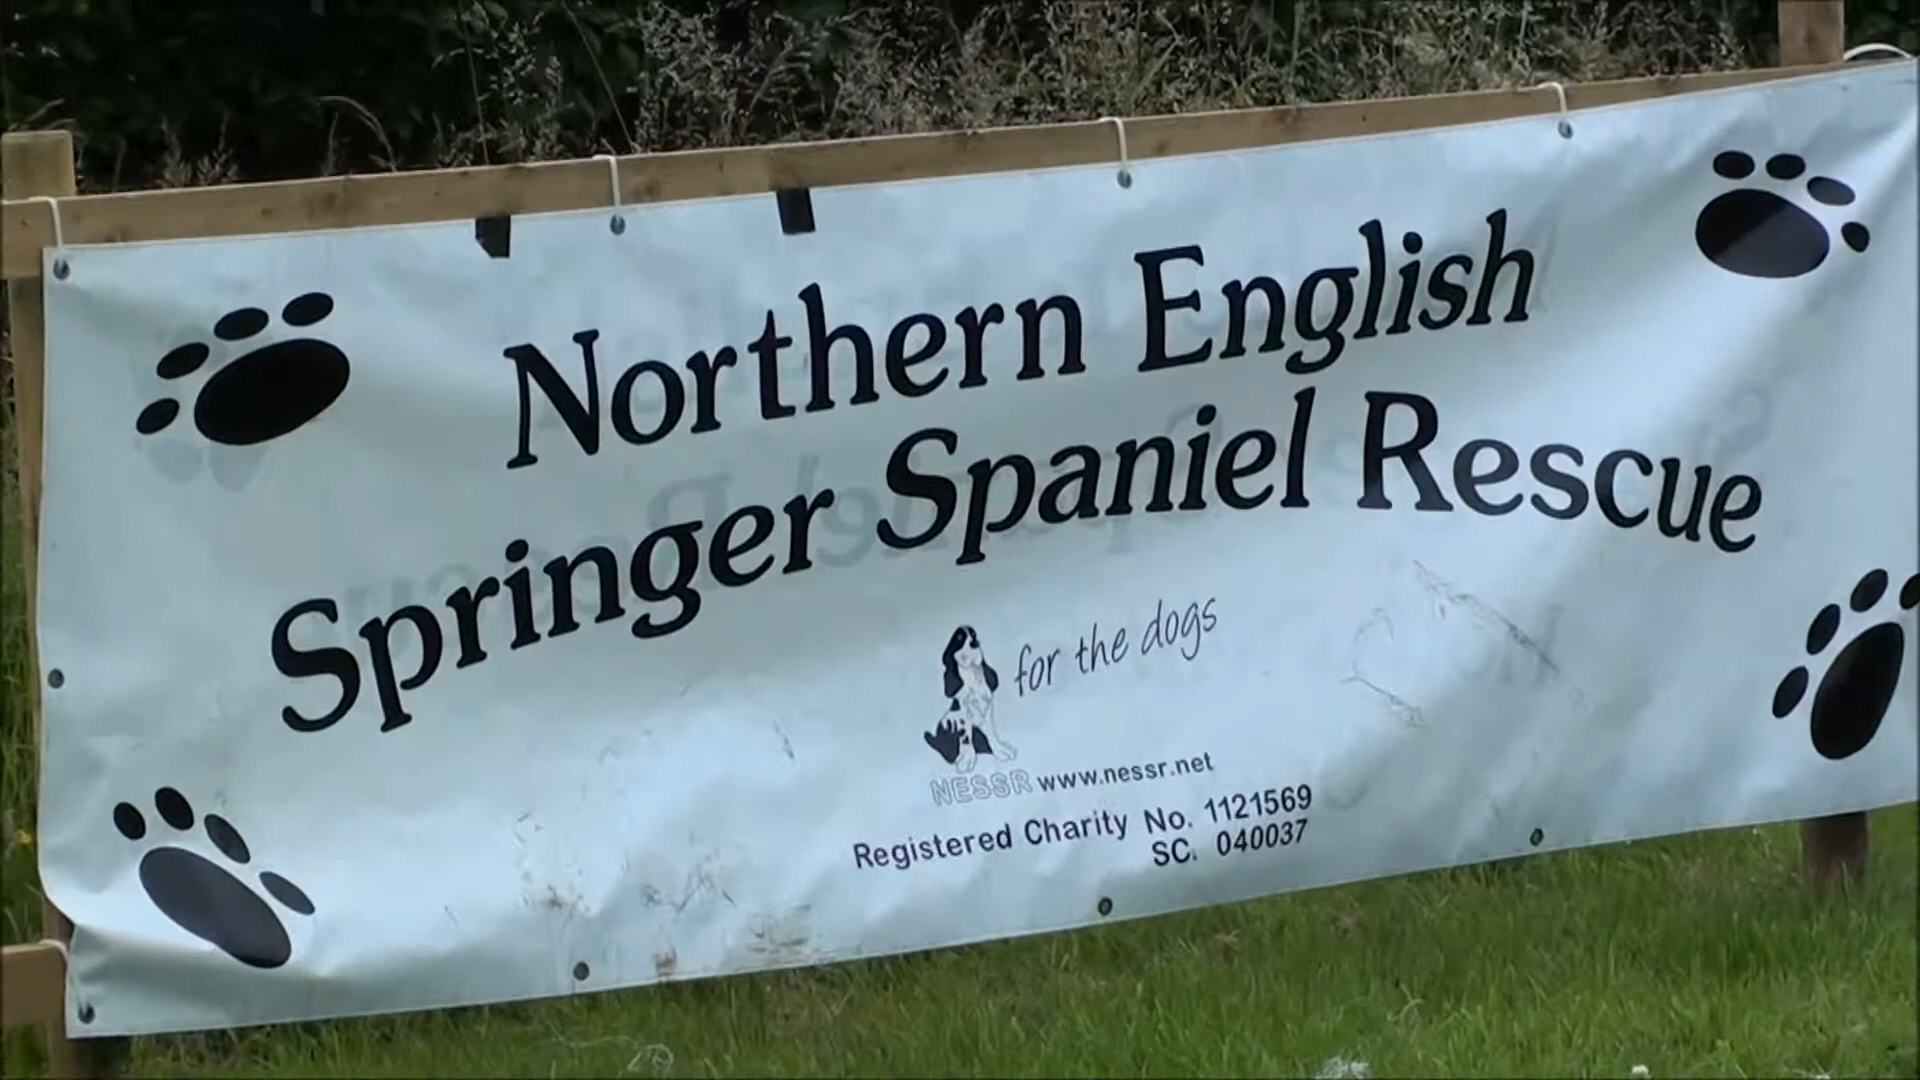 Northern English
Springer Spaniel Rescue
for the dogs
NESSR www.nessr.net
Registered Charity No. 1121569
SC. 040037